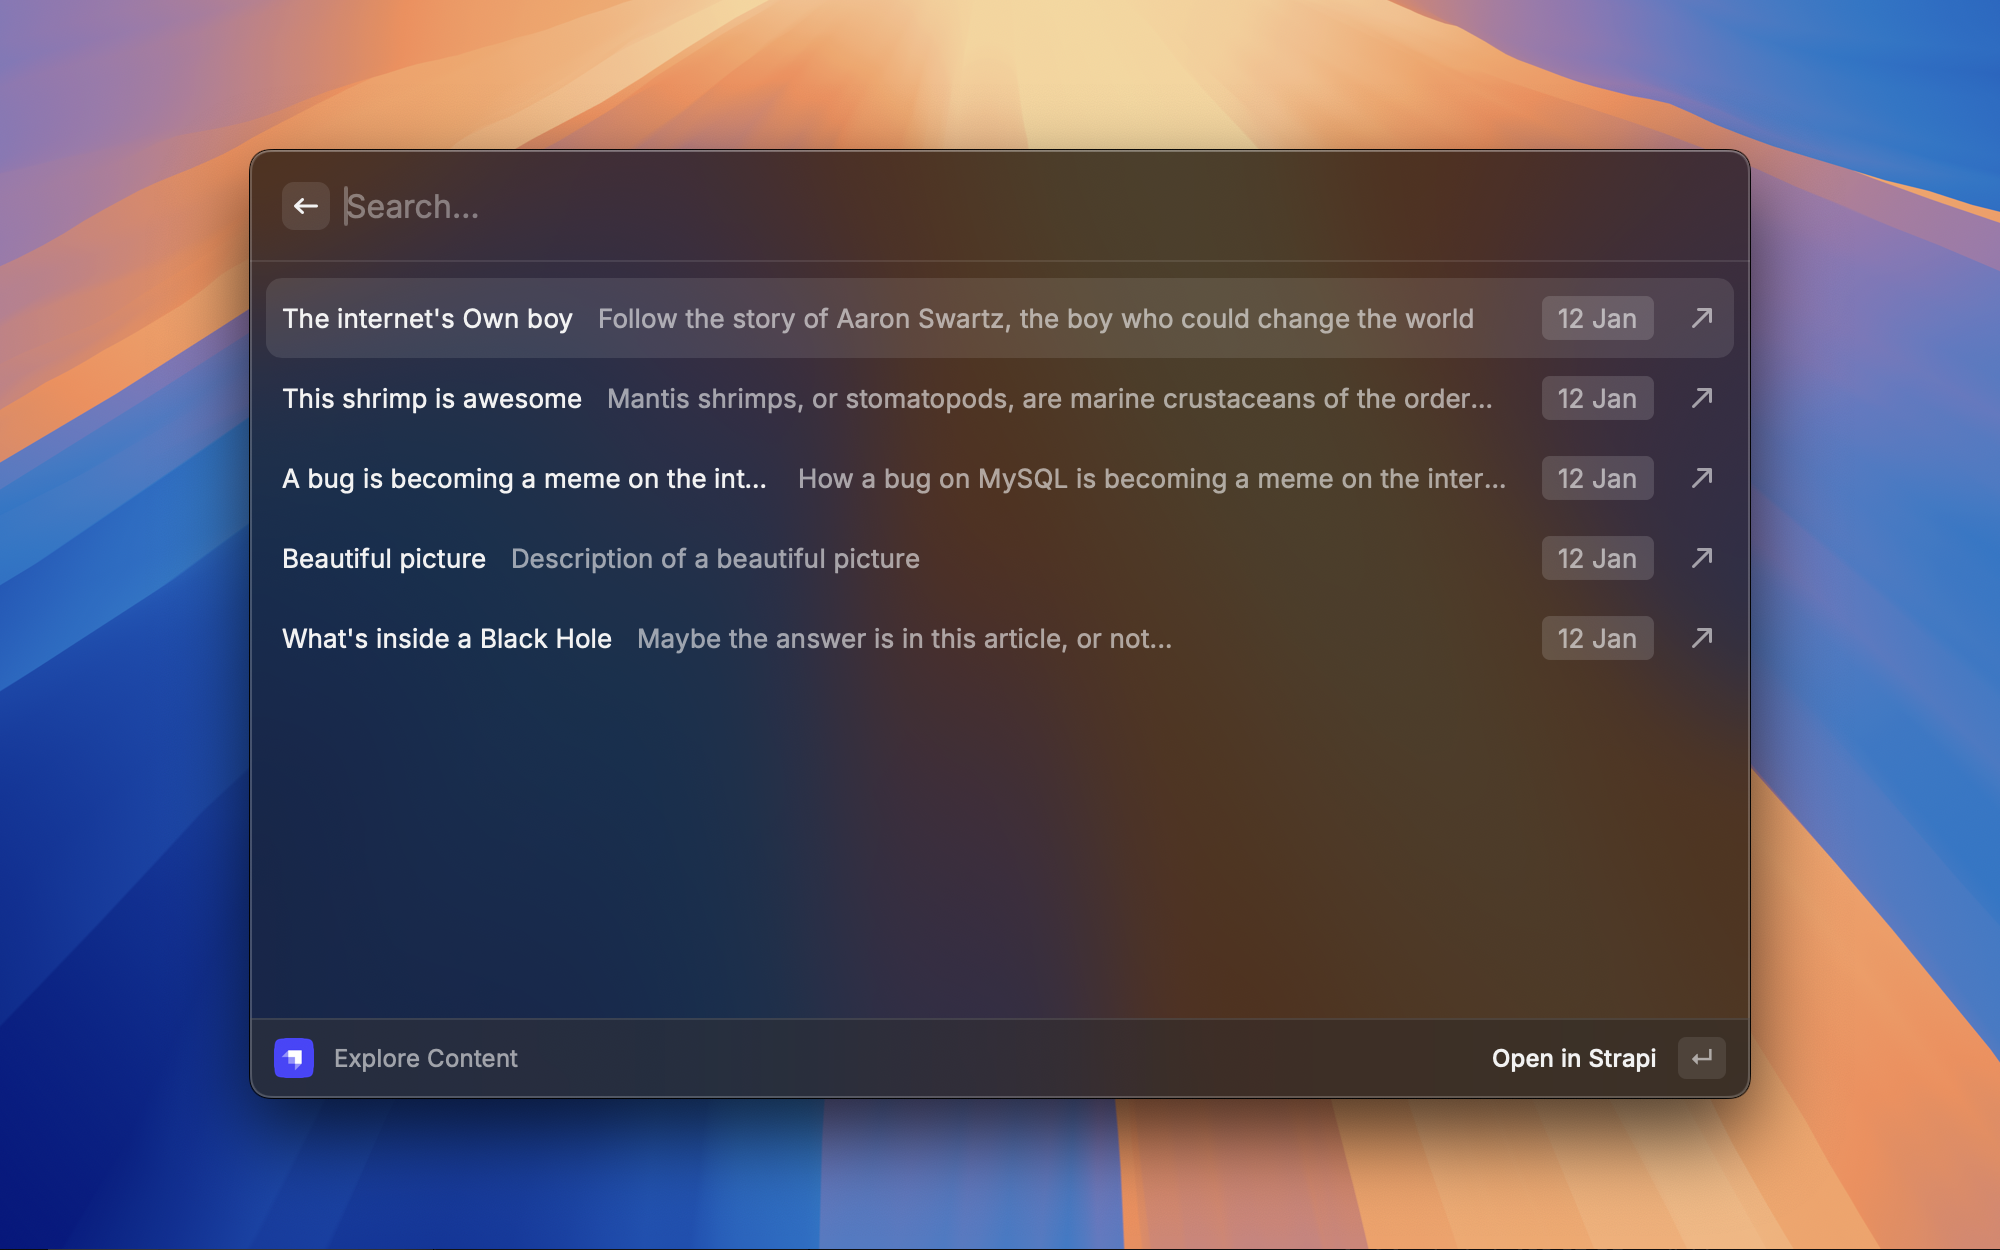 Search...
The internet's Own boy Follow the story of Aaron Swartz, the boy who could change the world 12 Jan
This shrimp is awesome Mantis shrimps, or stomatopods, are marine crustaceans of the order... 12 Jan
A bug is becoming a meme on the int... How a bug on MySQL is becoming a meme on the inter... 12 Jan
Beautiful picture Description of a beautiful picture 12 Jan
What's inside a Black Hole Maybe the answer is in this article, or not... 12 Jan
Explore Content Open in Strapi